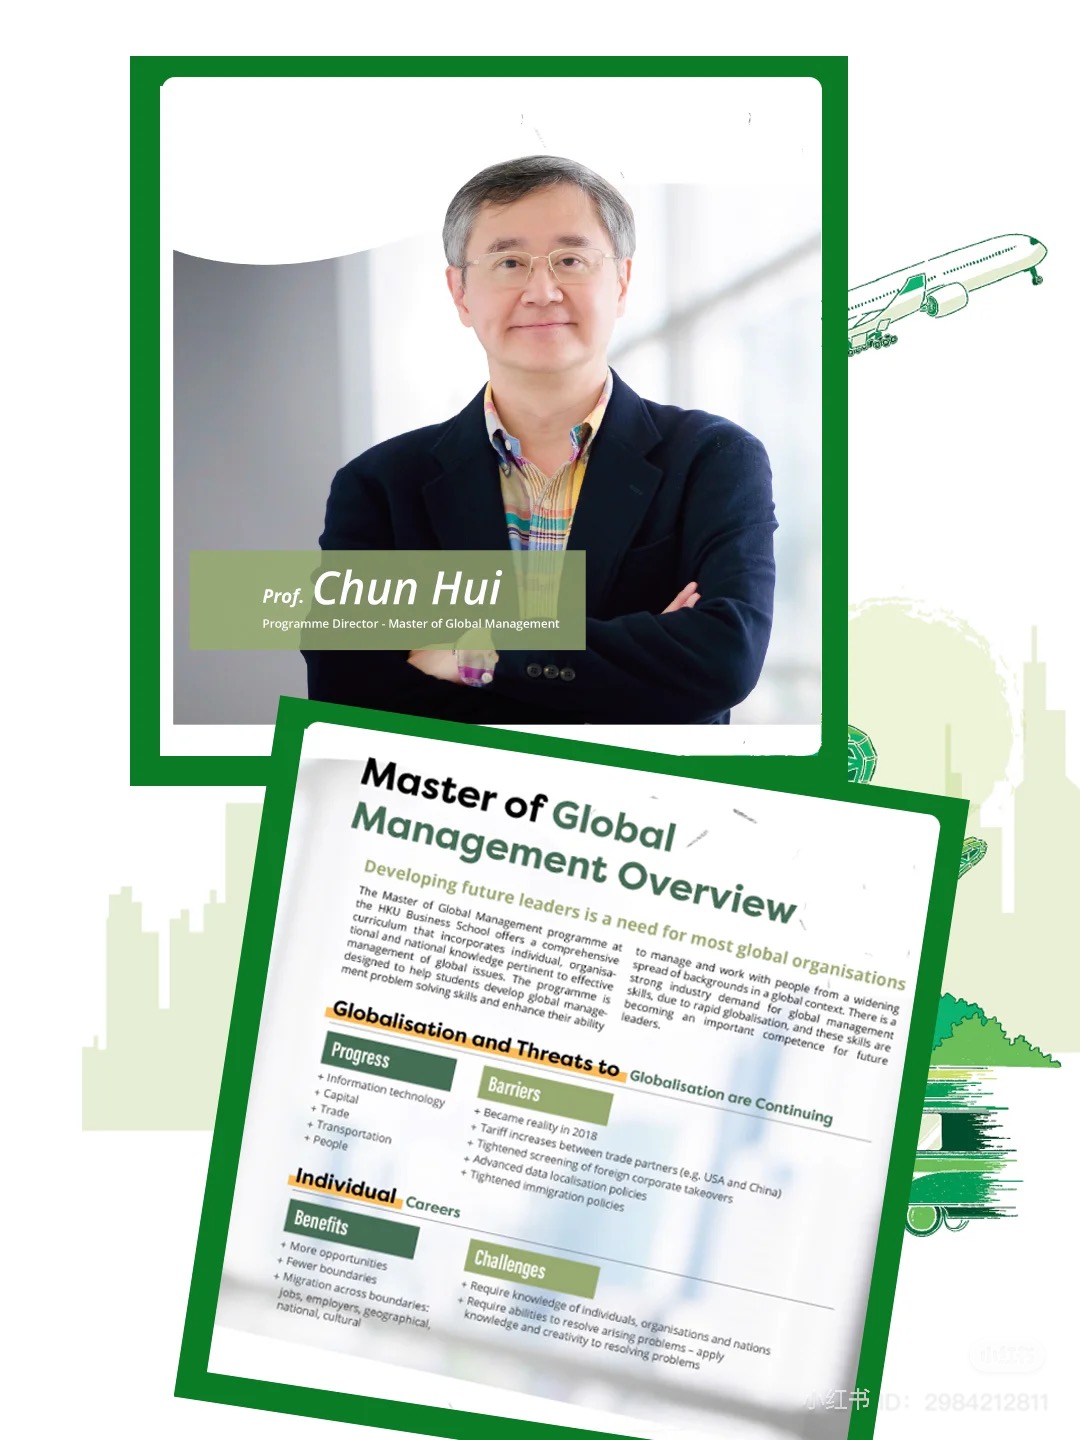 Prof. Chun Hui
Programme Director - Master of Global Management
Master of Global
Management Overview
Developing future leaders is a need for most global organisations
The Master of Global Management programme at
the HKU Business School offers a comprehensive
curriculum that incorporates individual, organisa-
tional and national knowledge pertinent to effective
management of global issues. The programme is
designed to help students develop global manage-
ment problem solving skills and enhance their ability
to manage and work with people from a widening
spread of backgrounds in a global context. There is a
strong industry demand for global management
skills, due to rapid globalisation, and these skills are
becoming an important competence for future
leaders.
Globalisation and Threats to Globalisation are Continuing
Progress
+ Information technology
+ Capital
+ Trade
+ Transportation
+ People
Barriers
+ Became reality in 2018
+ Tariff increases between trade partners (e.g. USA and China)
+ Tightened screening of foreign corporate takeovers
+ Advanced data localisation policies
+ Tightened immigration policies
Individual Careers
Benefits
+ More opportunities
+ Fewer boundaries
+ Migration across boundaries:
jobs, employers, geographical,
national, cultural
Challenges
+ Require knowledge of individuals, organisations and nations
+ Require abilities to resolve arising problems – apply
knowledge and creativity to resolving problems
小红书 ID: 2984212811